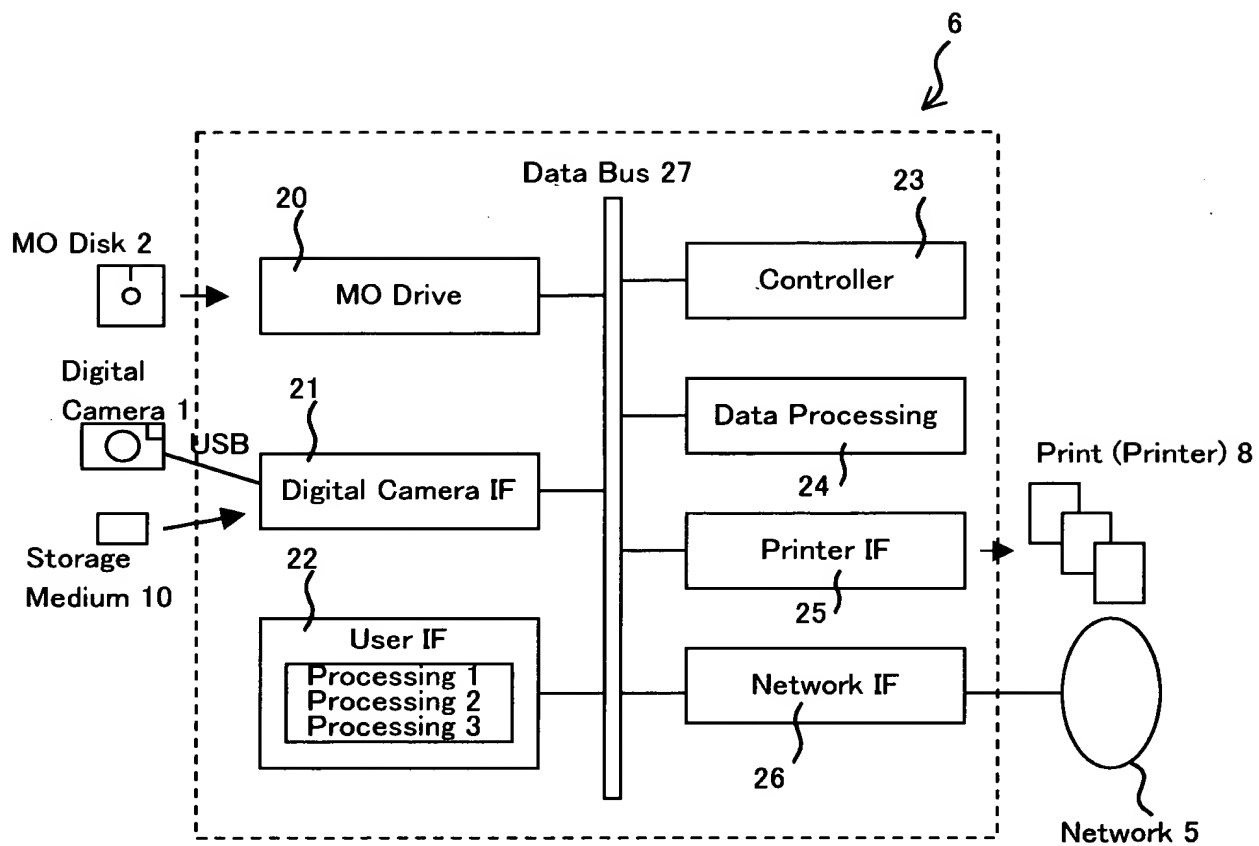 6
Data Bus 27
20
23
MO Disk 2
MO Drive
Controller
Digital
Camera 1
USB
21
Digital Camera IF
Data Processing
24
Print (Printer) 8
Storage
Medium 10
22
Printer IF
25
User IF
Processing 1
Processing 2
Processing 3
Network IF
26
Network 5